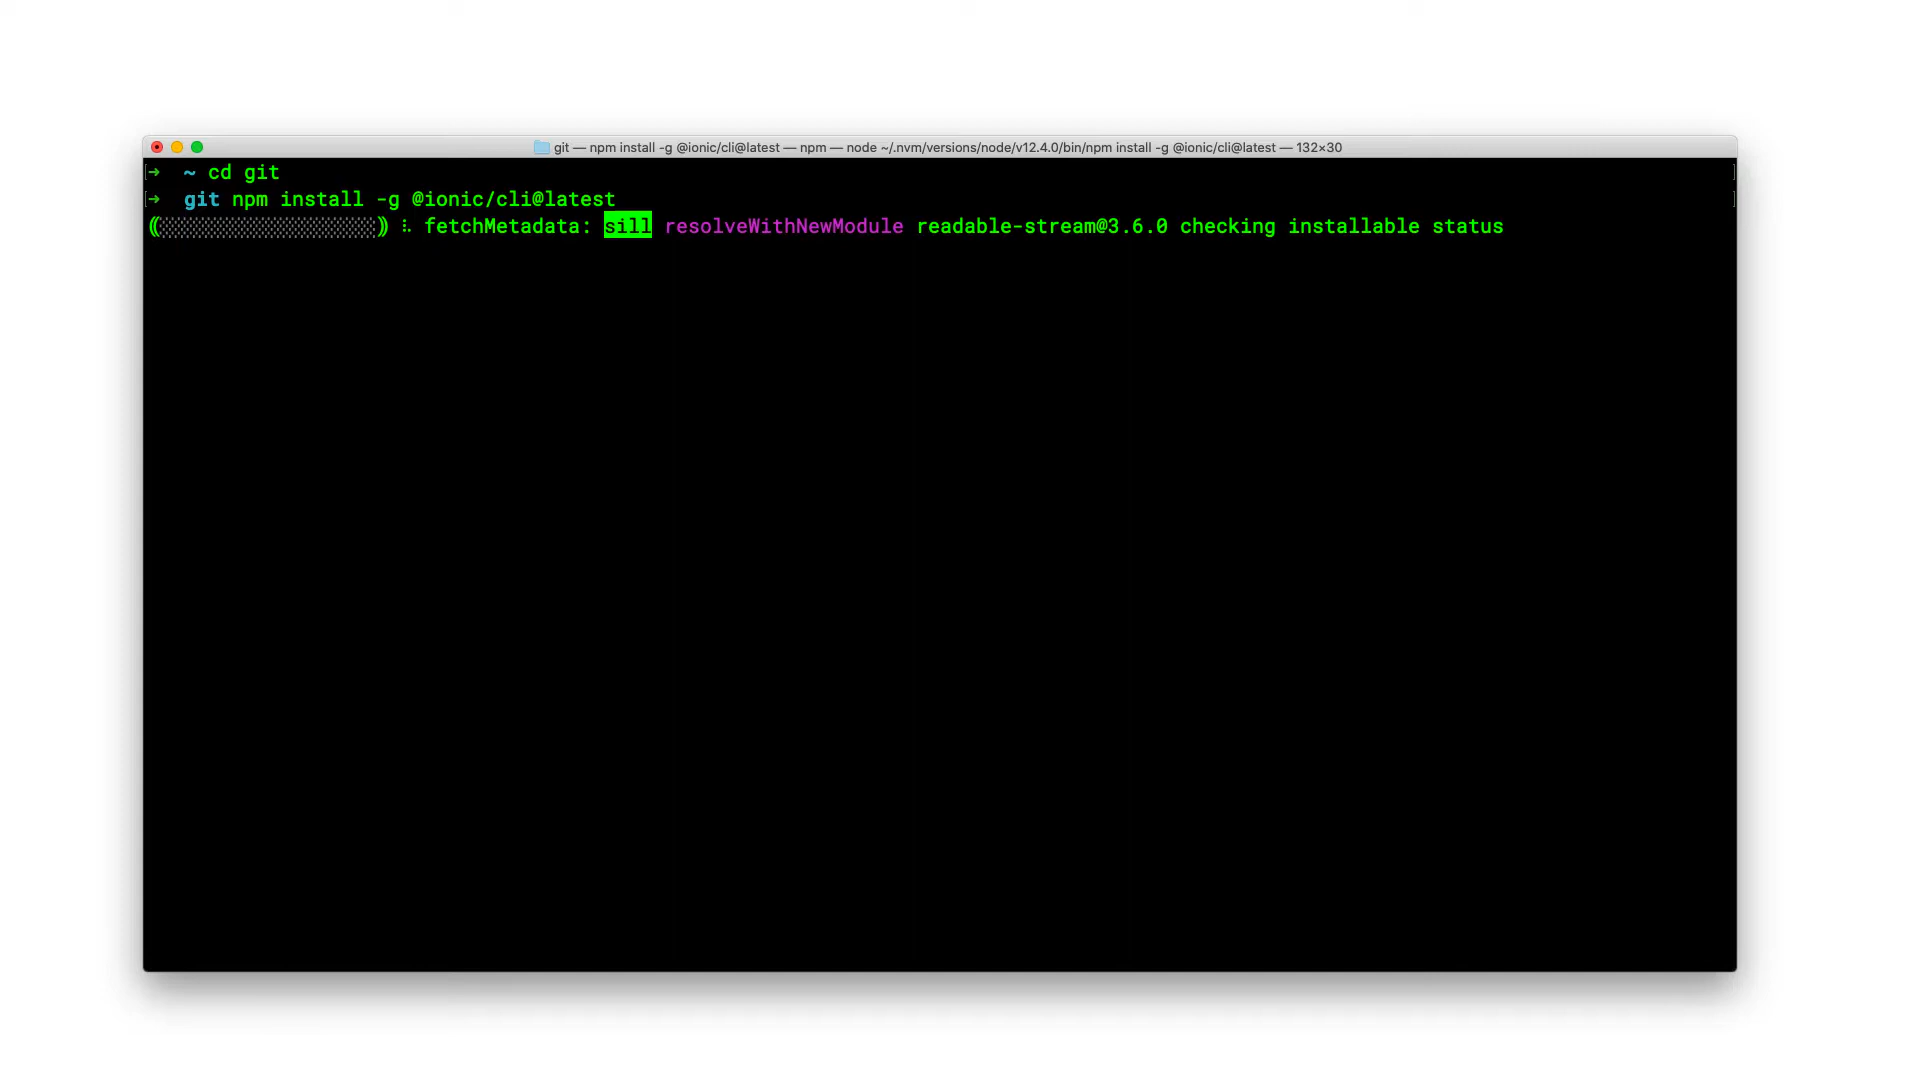 git — npm install -g @ionic/cli@latest — npm — node ~/.nvm/versions/node/v12.4.0/bin/npm install -g @ionic/cli@latest — 132×30
[→ ~ cd git ]
[→ git npm install -g @ionic/cli@latest ]
(░░░░░░░░░░░░░░░░░░) ⠧ fetchMetadata: sill resolveWithNewModule readable-stream@3.6.0 checking installable status